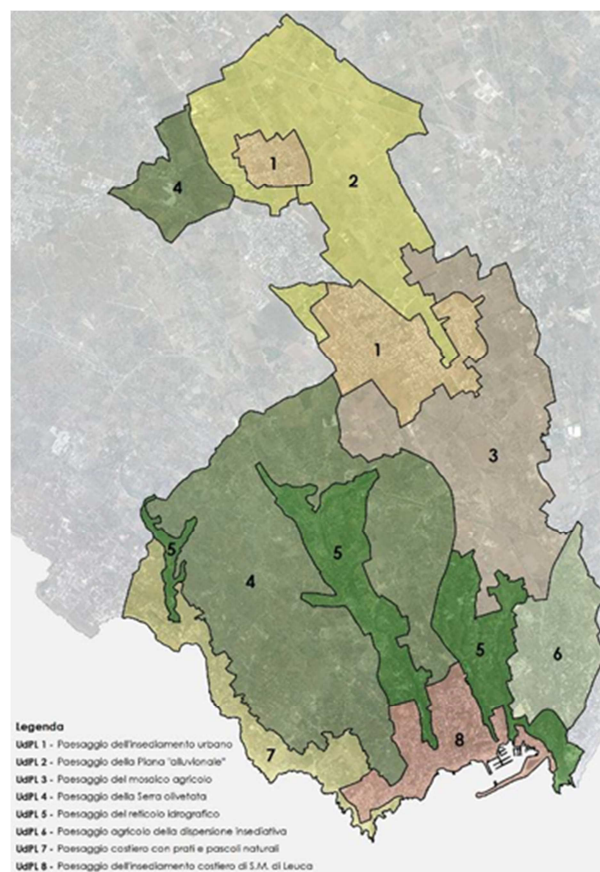 1
4
2
1
3
5
5
4
5
6
8
7
Legenda
UdPL 1 - Paesaggio dell'insediamento urbano
UdPL 2 - Paesaggio della Piana "alluvionale"
UdPL 3 - Paesaggio del mosaico agricolo
UdPL 4 - Paesaggio della Serra olivetata
UdPL 5 - Paesaggio del reticolo idrografico
UdPL 6 - Paesaggio agricolo della dispersione insediativa
UdPL 7 - Paesaggio costiero con prati e pascoli naturali
UdPL 8 - Paesaggio dell'insediamento costiero di S.M. di Leuca